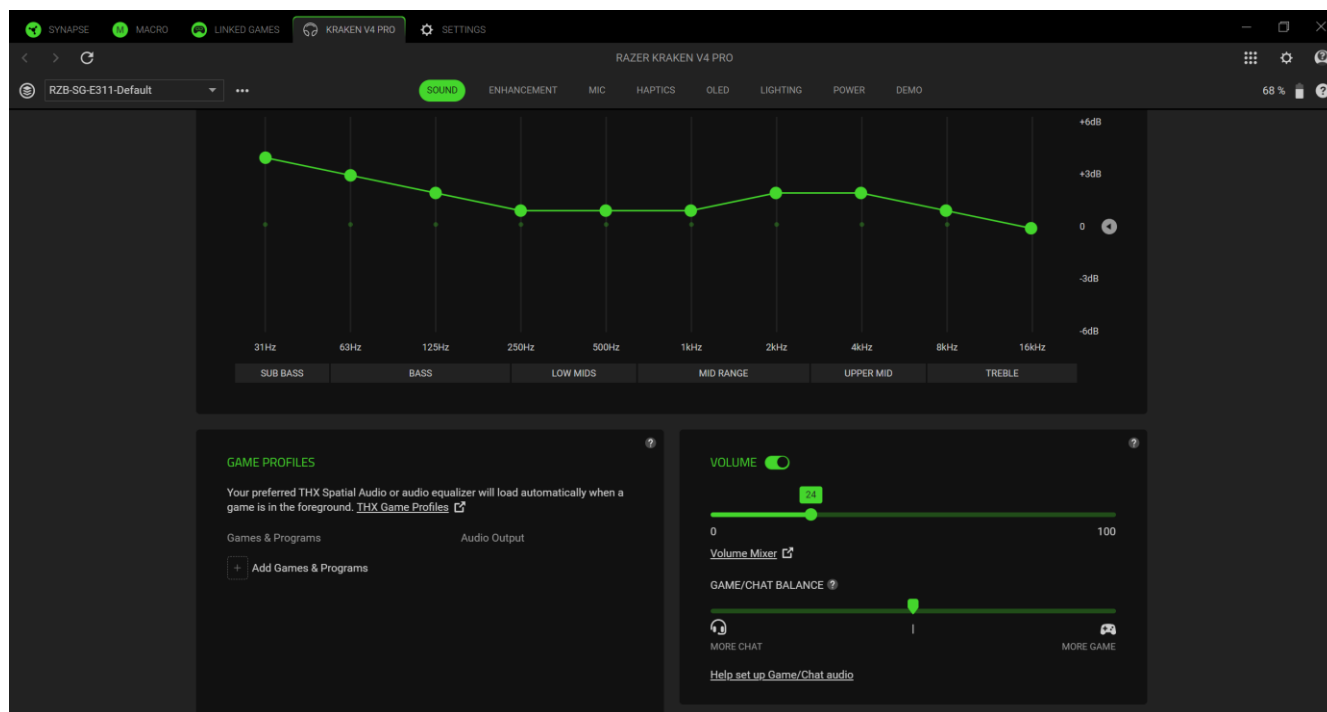 SYNAPSE MACRO LINKED GAMES KRAKEN V4 PRO SETTINGS
RAZER KRAKEN V4 PRO
RZB-SG-E311-Default SOUND ENHANCEMENT MIC HAPTICS OLED LIGHTING POWER DEMO 68 %
+6dB
+3dB
0
-3dB
-6dB
31Hz 63Hz 125Hz 250Hz 500Hz 1kHz 2kHz 4kHz 8kHz 16kHz
SUB BASS BASS LOW MIDS MID RANGE UPPER MID TREBLE
GAME PROFILES
Your preferred THX Spatial Audio or audio equalizer will load automatically when a
game is in the foreground. THX Game Profiles
Games & Programs Audio Output
+ Add Games & Programs
VOLUME
24
0 100
Volume Mixer
GAME/CHAT BALANCE
MORE CHAT MORE GAME
Help set up Game/Chat audio